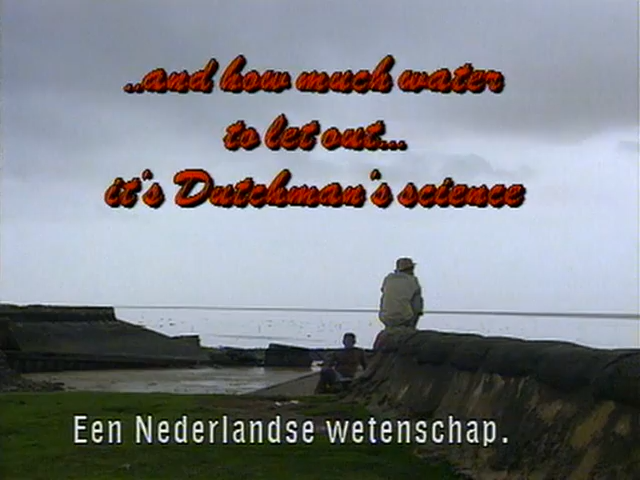 ..and how much water
to let out...
it's Dutchman's science
Een Nederlandse wetenschap.